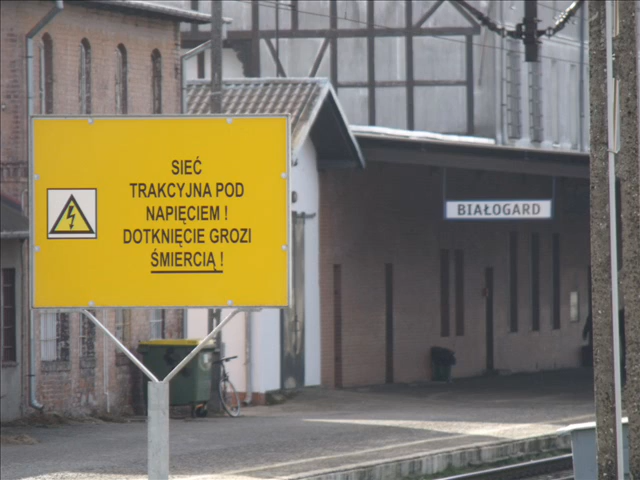 SIEĆ
TRAKCYJNA POD
NAPIĘCIEM !
DOTKNIĘCIE GROZI
ŚMIERCIĄ !
BIAŁOGARD